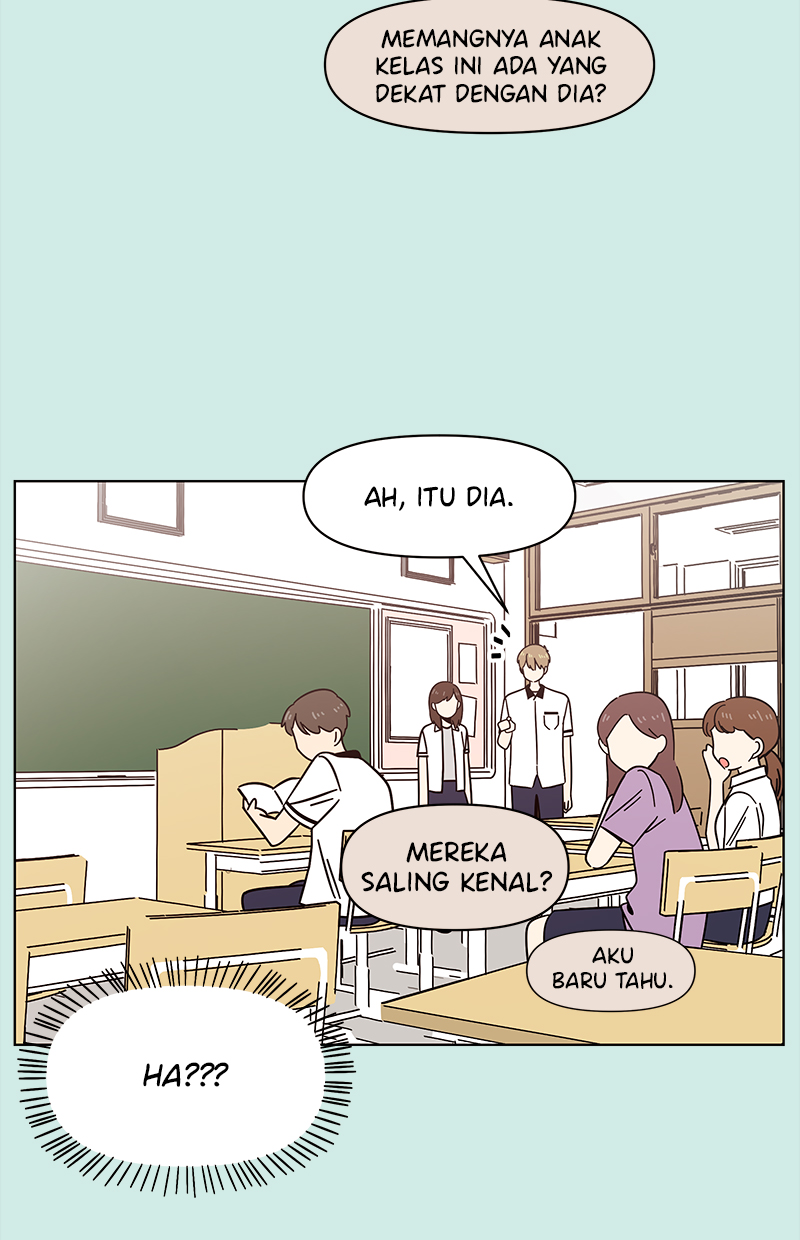 MEMANGNYA ANAK
KELAS INI ADA YANG
DEKAT DENGAN DIA?
AH, ITU DIA.
MEREKA
SALING KENAL?
AKU
BARU TAHU.
HA???